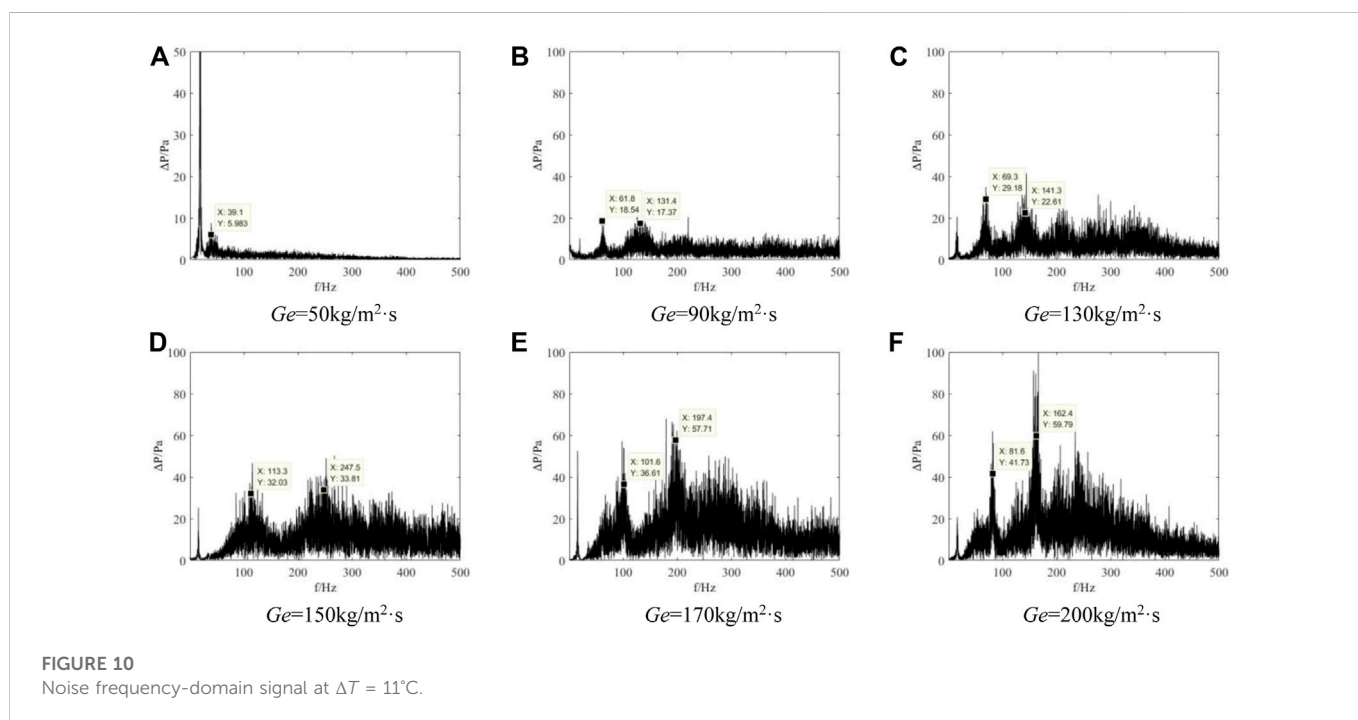 A
50
40
30
20
10
0
ΔP/Pa
X: 39.1
Y: 5.983
100
200
300
400
500
f/Hz
Ge=50kg/m²·s
B
100
80
60
40
20
0
ΔP/Pa
X: 61.8
Y: 18.54
X: 131.4
Y: 17.37
100
200
300
400
500
f/Hz
Ge=90kg/m²·s
C
100
80
60
40
20
0
ΔP/Pa
X: 69.3
Y: 29.18
X: 141.3
Y: 22.61
100
200
300
400
500
f/Hz
Ge=130kg/m²·s
D
100
80
60
40
20
0
ΔP/Pa
X: 113.3
Y: 32.03
X: 247.5
Y: 33.81
100
200
300
400
500
f/Hz
Ge=150kg/m²·s
E
100
80
60
40
20
0
ΔP/Pa
X: 101.6
Y: 36.61
X: 197.4
Y: 57.71
100
200
300
400
500
f/Hz
Ge=170kg/m²·s
F
100
80
60
40
20
0
ΔP/Pa
X: 81.6
Y: 41.73
X: 162.4
Y: 59.79
100
200
300
400
500
f/Hz
Ge=200kg/m²·s
FIGURE 10
Noise frequency-domain signal at ΔT = 11°C.